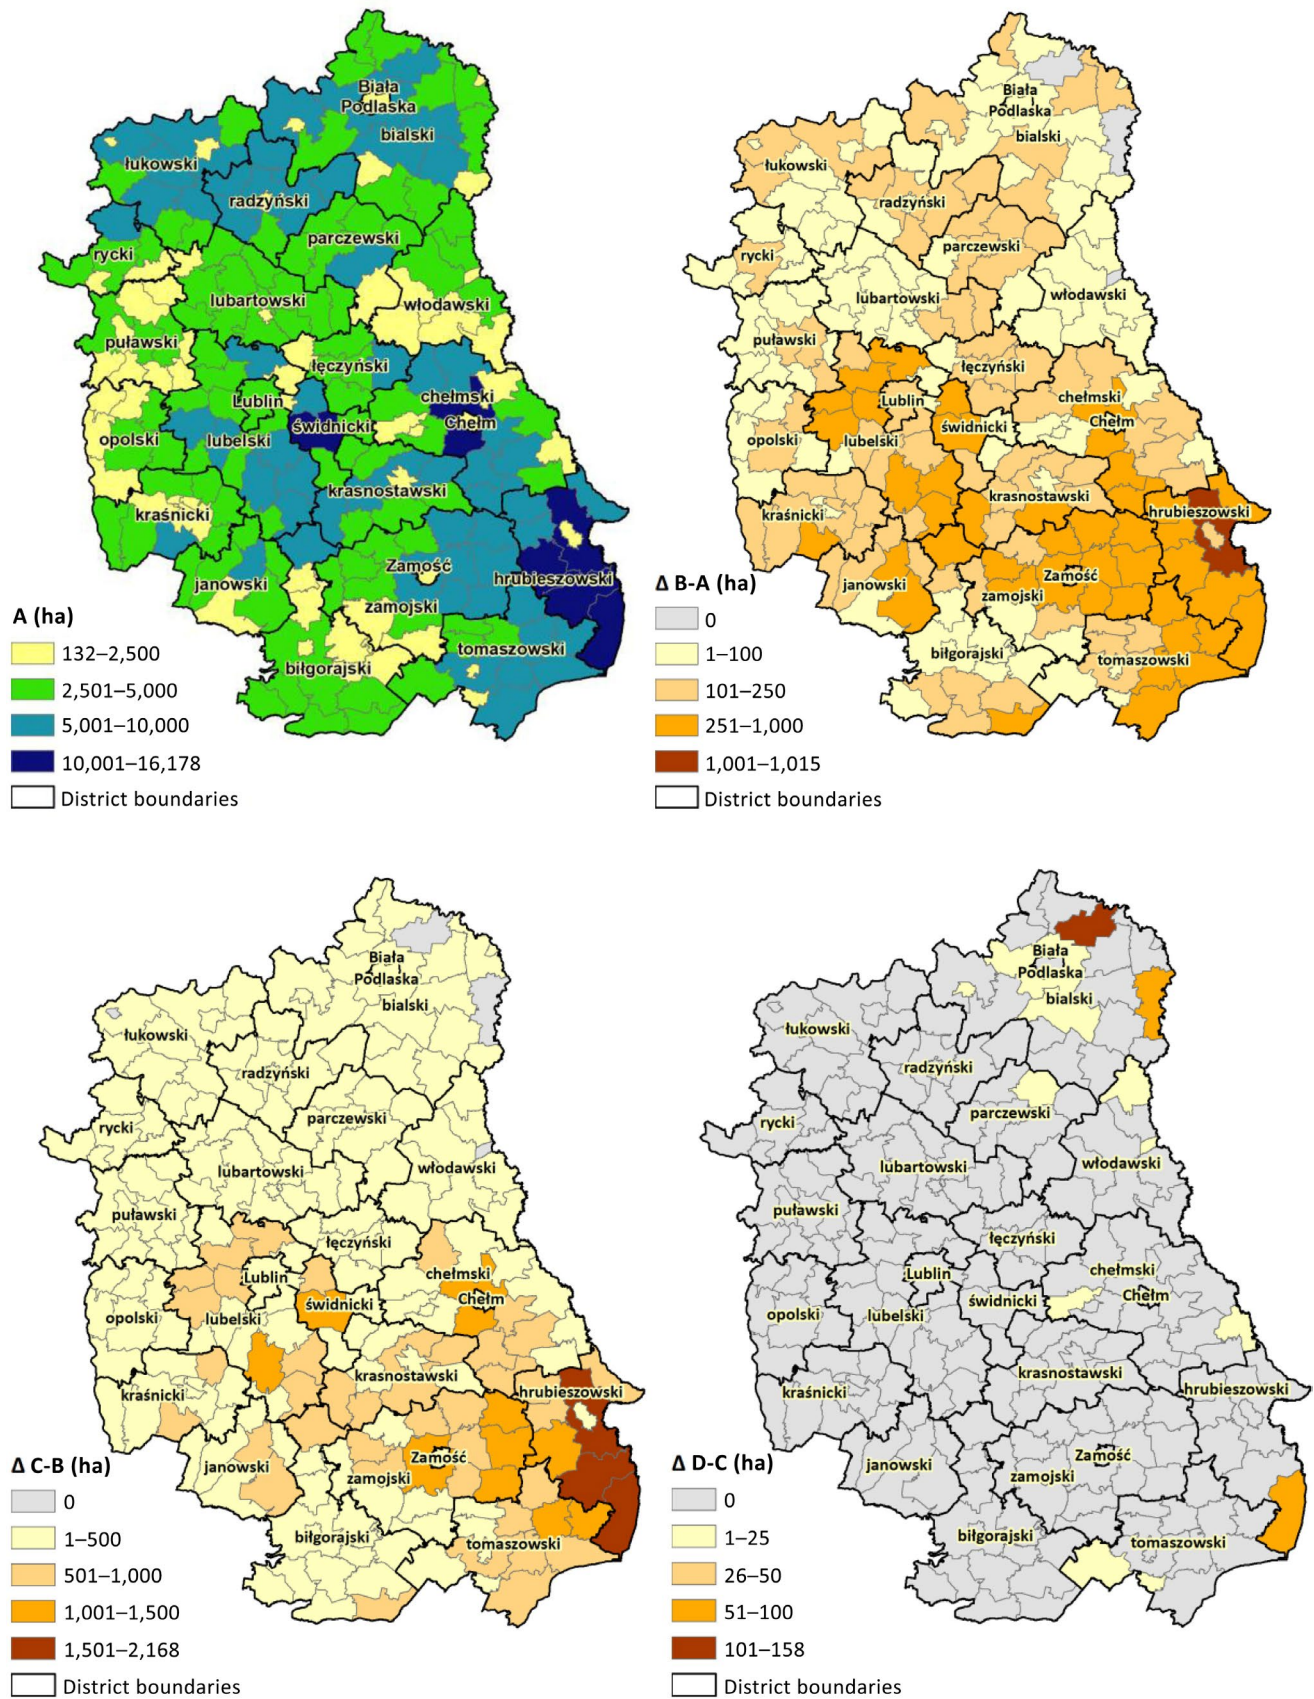 Biała
Podlaska
bialski
łukowski
radzyński
parczewski
rycki
lubartowski
włodawski
puławski
łęczyński
chełmski
Lublin
Chełm
świdnicki
opolski
lubelski
krasnostawski
kraśnicki
Zamość
hrubieszowski
janowski
zamojski
tomaszowski
biłgorajski
A (ha)
132–2,500
2,501–5,000
5,001–10,000
10,001–16,178
District boundaries
Biała
Podlaska
bialski
łukowski
radzyński
parczewski
rycki
włodawski
lubartowski
puławski
łęczyński
chełmski
Lublin
Chełm
świdnicki
opolski
lubelski
krasnostawski
kraśnicki
hrubieszowski
Zamość
janowski
zamojski
biłgorajski
tomaszowski
Δ B-A (ha)
0
1–100
101–250
251–1,000
1,001–1,015
District boundaries
Biała
Podlaska
bialski
łukowski
radzyński
parczewski
rycki
włodawski
lubartowski
puławski
łęczyński
chełmski
Lublin
Chełm
świdnicki
opolski
lubelski
krasnostawski
kraśnicki
hrubieszowski
Zamość
janowski
zamojski
biłgorajski
tomaszowski
Δ C-B (ha)
0
1–500
501–1,000
1,001–1,500
1,501–2,168
District boundaries
Biała
Podlaska
bialski
łukowski
radzyński
parczewski
rycki
włodawski
lubartowski
puławski
łęczyński
chełmski
Lublin
Chełm
świdnicki
opolski
lubelski
krasnostawski
kraśnicki
hrubieszowski
Zamość
janowski
zamojski
biłgorajski
tomaszowski
Δ D-C (ha)
0
1–25
26–50
51–100
101–158
District boundaries